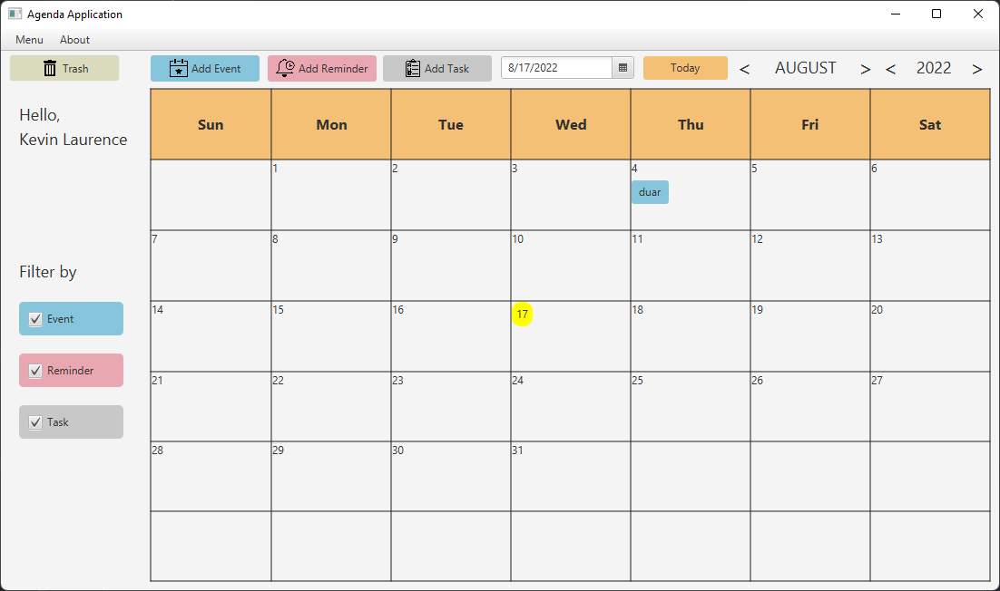 Agenda Application
Menu About
Trash Add Event Add Reminder Add Task 8/17/2022 Today < AUGUST > < 2022 >
Hello,
Kevin Laurence
Filter by
Event
Reminder
Task
Sun Mon Tue Wed Thu Fri Sat
1 2 3 4 5 6
duar
7 8 9 10 11 12 13
14 15 16 17 18 19 20
21 22 23 24 25 26 27
28 29 30 31